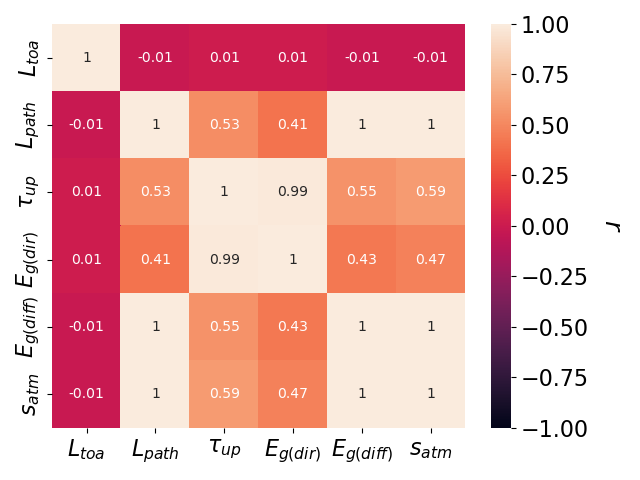 L_toa 1 -0.01 0.01 0.01 -0.01 -0.01
L_path -0.01 1 0.53 0.41 1 1
τ_up 0.01 0.53 1 0.99 0.55 0.59
E_g(dir) 0.01 0.41 0.99 1 0.43 0.47
E_g(diff) -0.01 1 0.55 0.43 1 1
s_atm -0.01 1 0.59 0.47 1 1
L_toa L_path τ_up E_g(dir) E_g(diff) s_atm
1.00
0.75
0.50
0.25
0.00
−0.25
−0.50
−0.75
−1.00
r